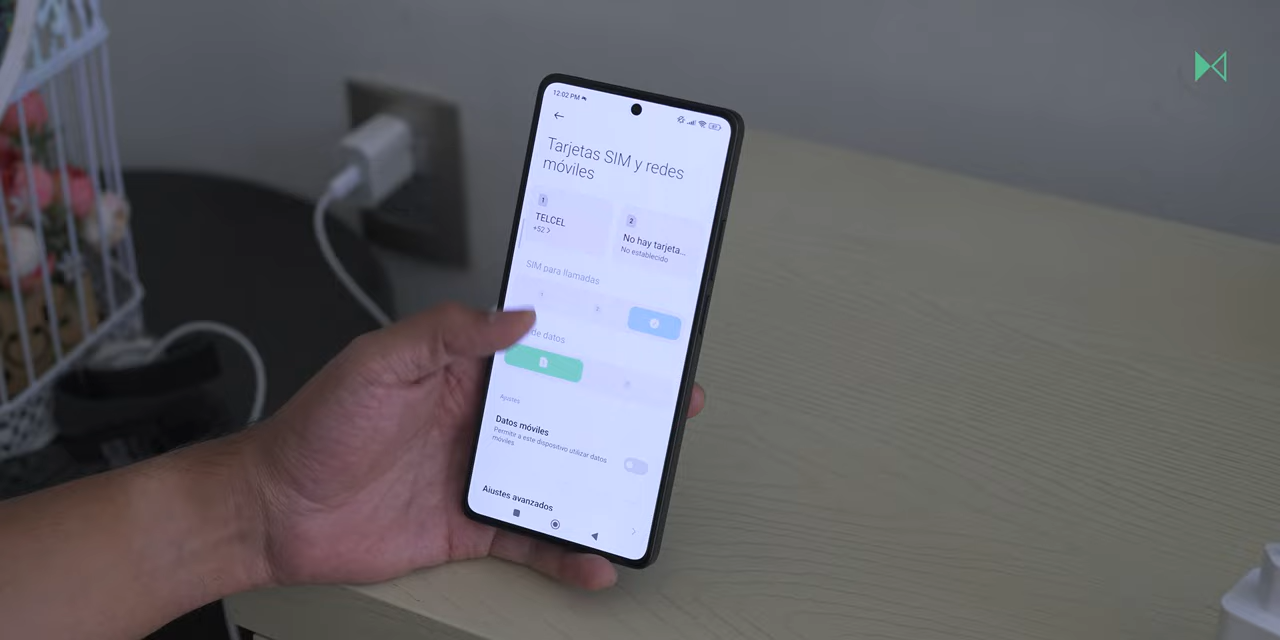 12:02 PM
Tarjetas SIM y redes
móviles
1
TELCEL
+52
2
No hay tarjeta...
No establecido
SIM para llamadas
de datos
Ajustes
Datos móviles
Permitir a este dispositivo utilizar datos
móviles
Ajustes avanzados